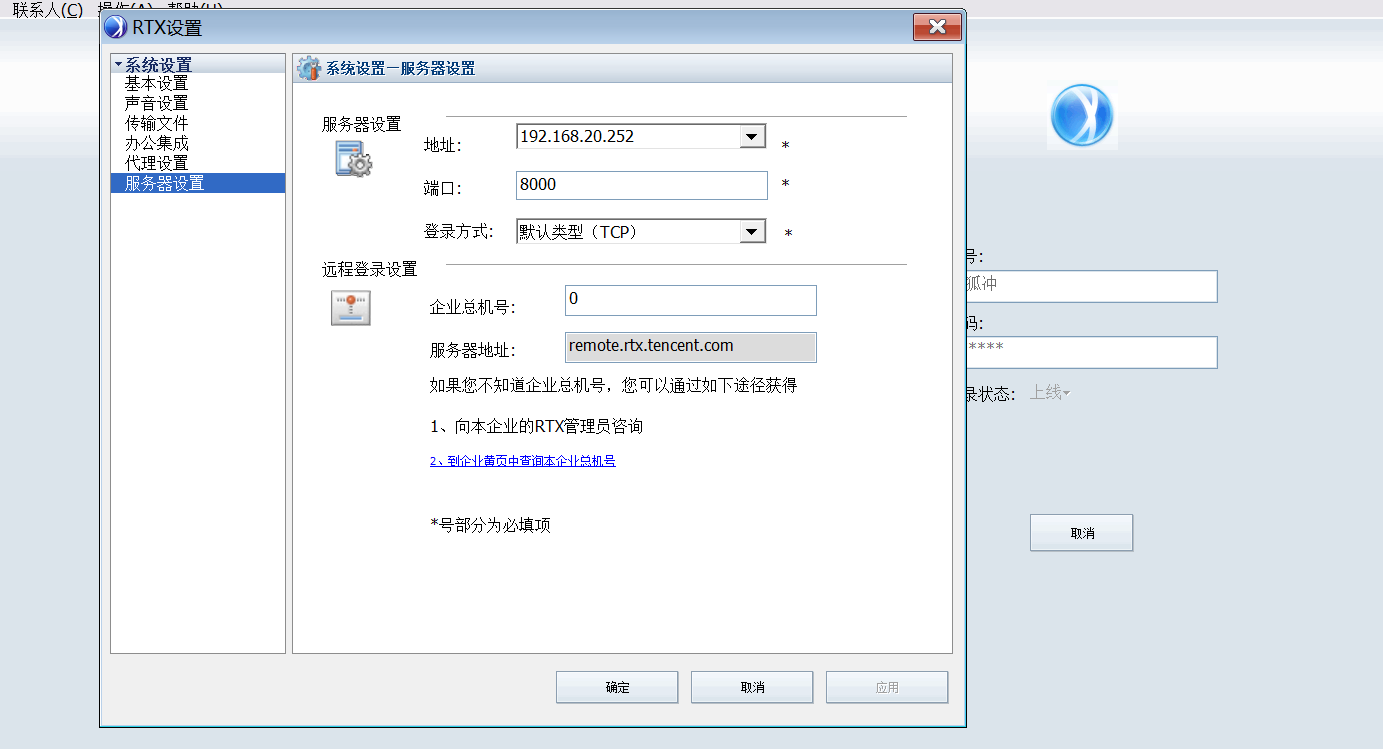 联系人(C) 操作(A) 帮助(H)
RTX设置
系统设置
基本设置
声音设置
传输文件
办公集成
代理设置
服务器设置
系统设置－服务器设置
服务器设置
地址： 192.168.20.252 *
端口： 8000 *
登录方式： 默认类型（TCP） *
远程登录设置
企业总机号： 0
服务器地址： remote.rtx.tencent.com
如果您不知道企业总机号，您可以通过如下途径获得
1、向本企业的RTX管理员咨询
2、到企业黄页中查询本企业总机号
*号部分为必填项
确定 取消 应用
号：
狐冲
码：
****
录状态： 上线
取消